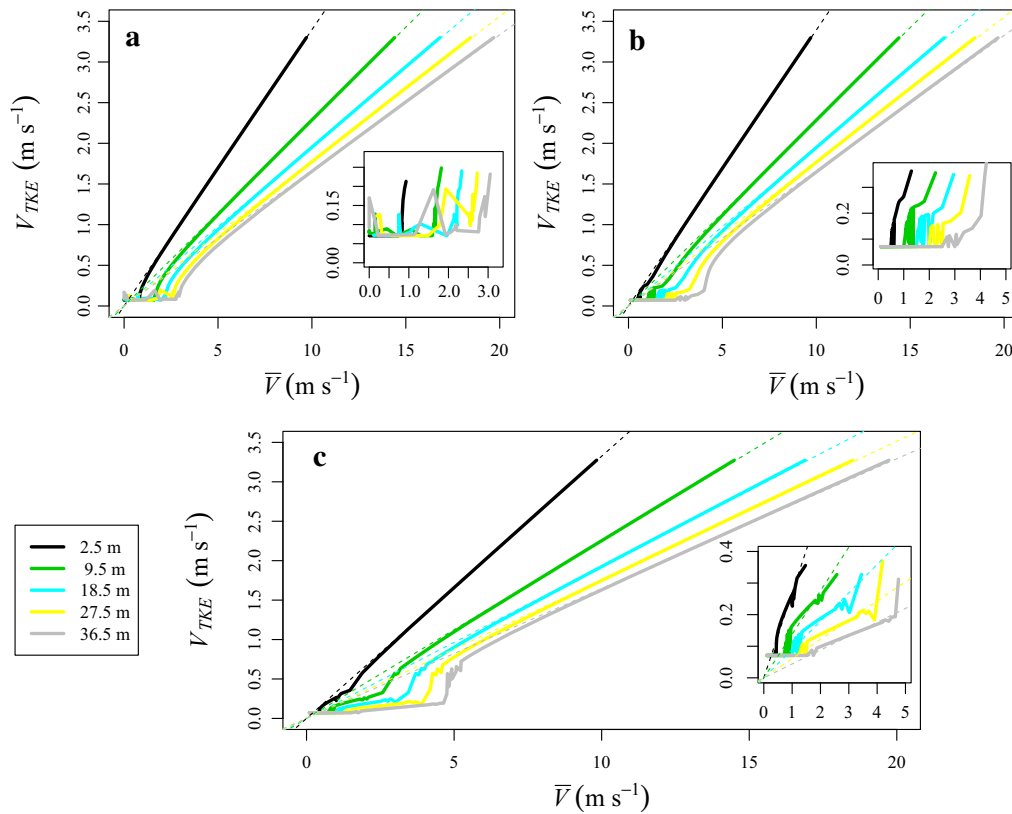 a
V_TKE (m s⁻¹)
0.0 0.5 1.0 1.5 2.0 2.5 3.0 3.5
0 5 10 15 20
V̅ (m s⁻¹)
0.00 0.15
0.0 1.0 2.0 3.0
b
V_TKE (m s⁻¹)
0.0 0.5 1.0 1.5 2.0 2.5 3.0 3.5
0 5 10 15 20
V̅ (m s⁻¹)
0.0 0.2
0 1 2 3 4 5
c
V_TKE (m s⁻¹)
0.0 0.5 1.0 1.5 2.0 2.5 3.0 3.5
0 5 10 15 20
V̅ (m s⁻¹)
0.0 0.2 0.4
0 1 2 3 4 5
2.5 m
9.5 m
18.5 m
27.5 m
36.5 m